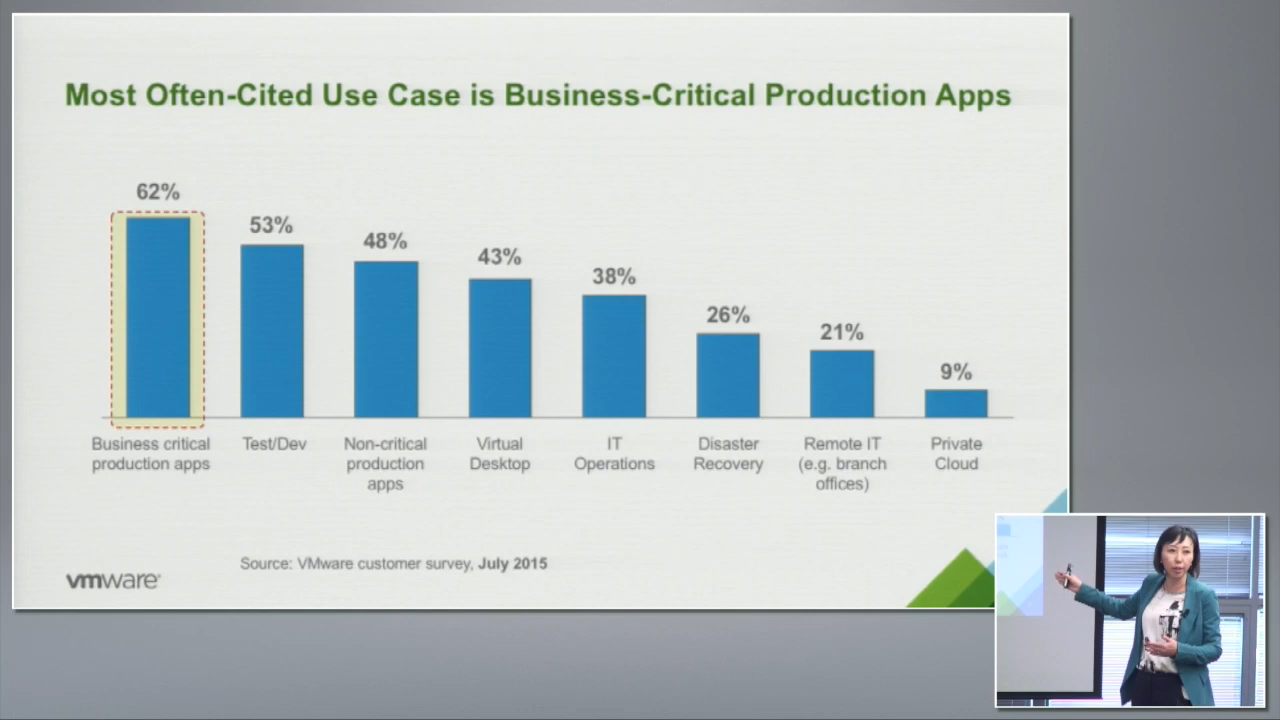 Most Often-Cited Use Case is Business-Critical Production Apps
62%
53%
48%
43%
38%
26%
21%
9%
Business critical
production apps
Test/Dev
Non-critical
production
apps
Virtual
Desktop
IT
Operations
Disaster
Recovery
Remote IT
(e.g. branch
offices)
Private
Cloud
Source: VMware customer survey, July 2015
vmware